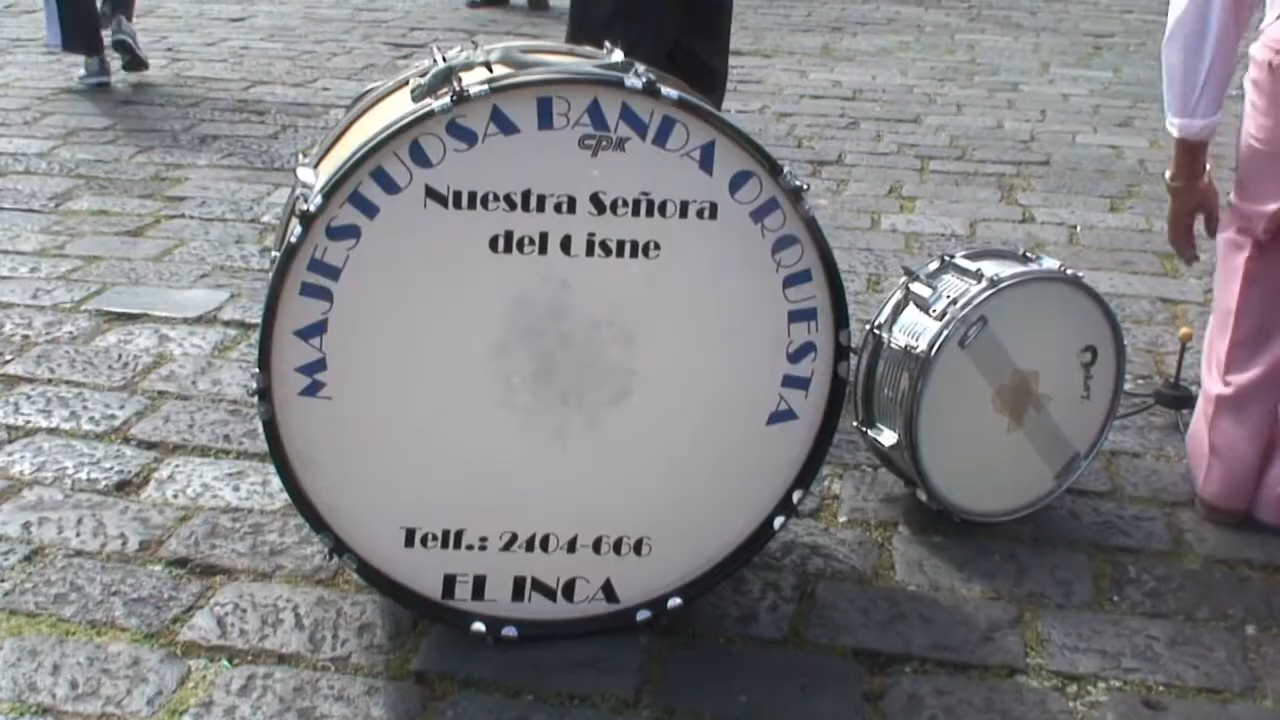 MAJESTUOSA BANDA ORQUESTA
cpk
Nuestra Señora
del Cisne
Telf.: 2404-666
EL INCA